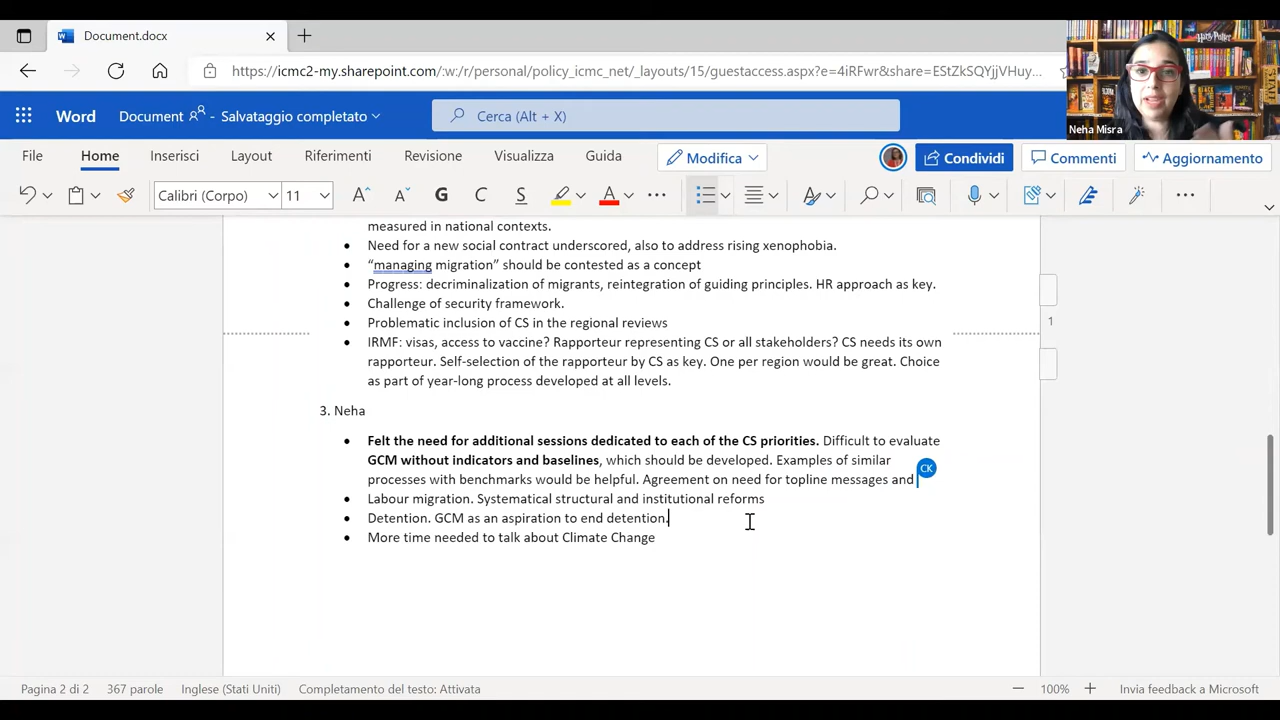 Document.docx
https://icmc2-my.sharepoint.com/:w:/r/personal/policy_icmc_net/_layouts/15/guestaccess.aspx?e=4iRFwr&share=EStZkSQYjjVHuy...
Neha Misra
Word Document - Salvataggio completato Cerca (Alt + X)
File Home Inserisci Layout Riferimenti Revisione Visualizza Guida Modifica Condividi Commenti Aggiornamento
Calibri (Corpo) 11 G C S A
measured in national contexts.
• Need for a new social contract underscored, also to address rising xenophobia.
• “managing migration” should be contested as a concept
• Progress: decriminalization of migrants, reintegration of guiding principles. HR approach as key.
• Challenge of security framework.
• Problematic inclusion of CS in the regional reviews
1
• IRMF: visas, access to vaccine? Rapporteur representing CS or all stakeholders? CS needs its own
rapporteur. Self-selection of the rapporteur by CS as key. One per region would be great. Choice
as part of year-long process developed at all levels.
3. Neha
• Felt the need for additional sessions dedicated to each of the CS priorities. Difficult to evaluate
GCM without indicators and baselines, which should be developed. Examples of similar
CK
processes with benchmarks would be helpful. Agreement on need for topline messages and
• Labour migration. Systematical structural and institutional reforms
• Detention. GCM as an aspiration to end detention.
• More time needed to talk about Climate Change
Pagina 2 di 2 367 parole Inglese (Stati Uniti) Completamento del testo: Attivata 100% Invia feedback a Microsoft